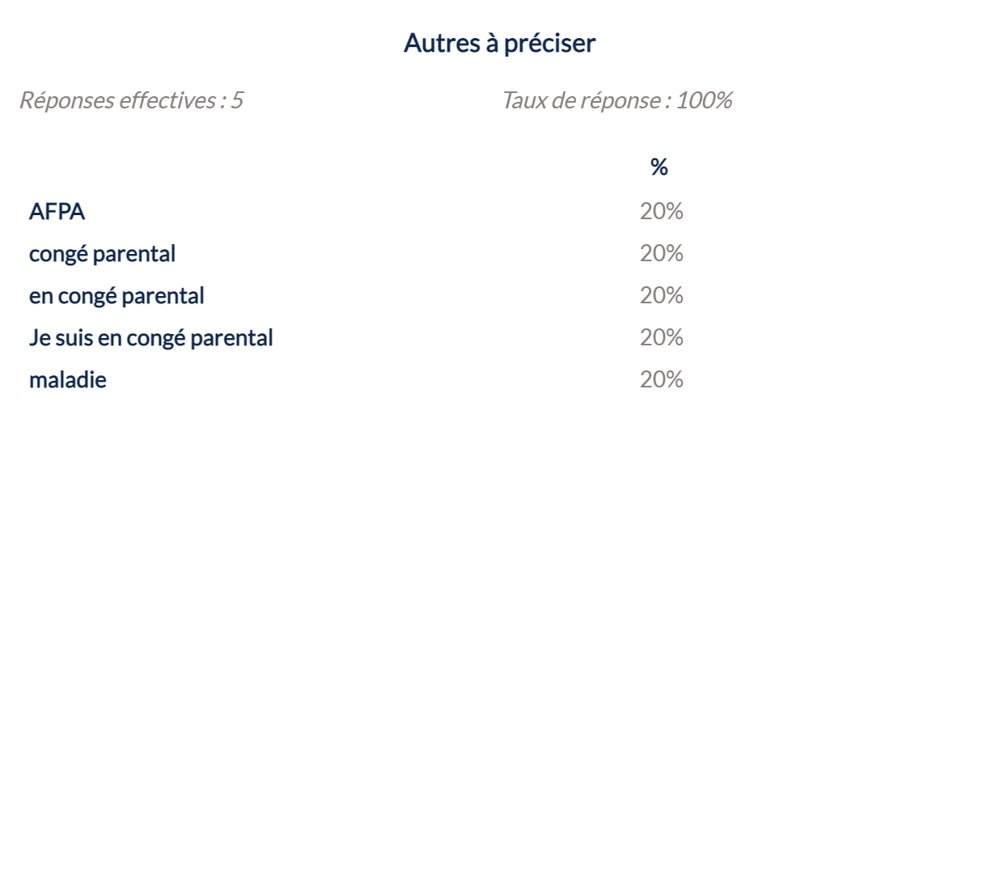 Autres à préciser
Réponses effectives : 5
Taux de réponse : 100%
%
AFPA 20%
congé parental 20%
en congé parental 20%
Je suis en congé parental 20%
maladie 20%